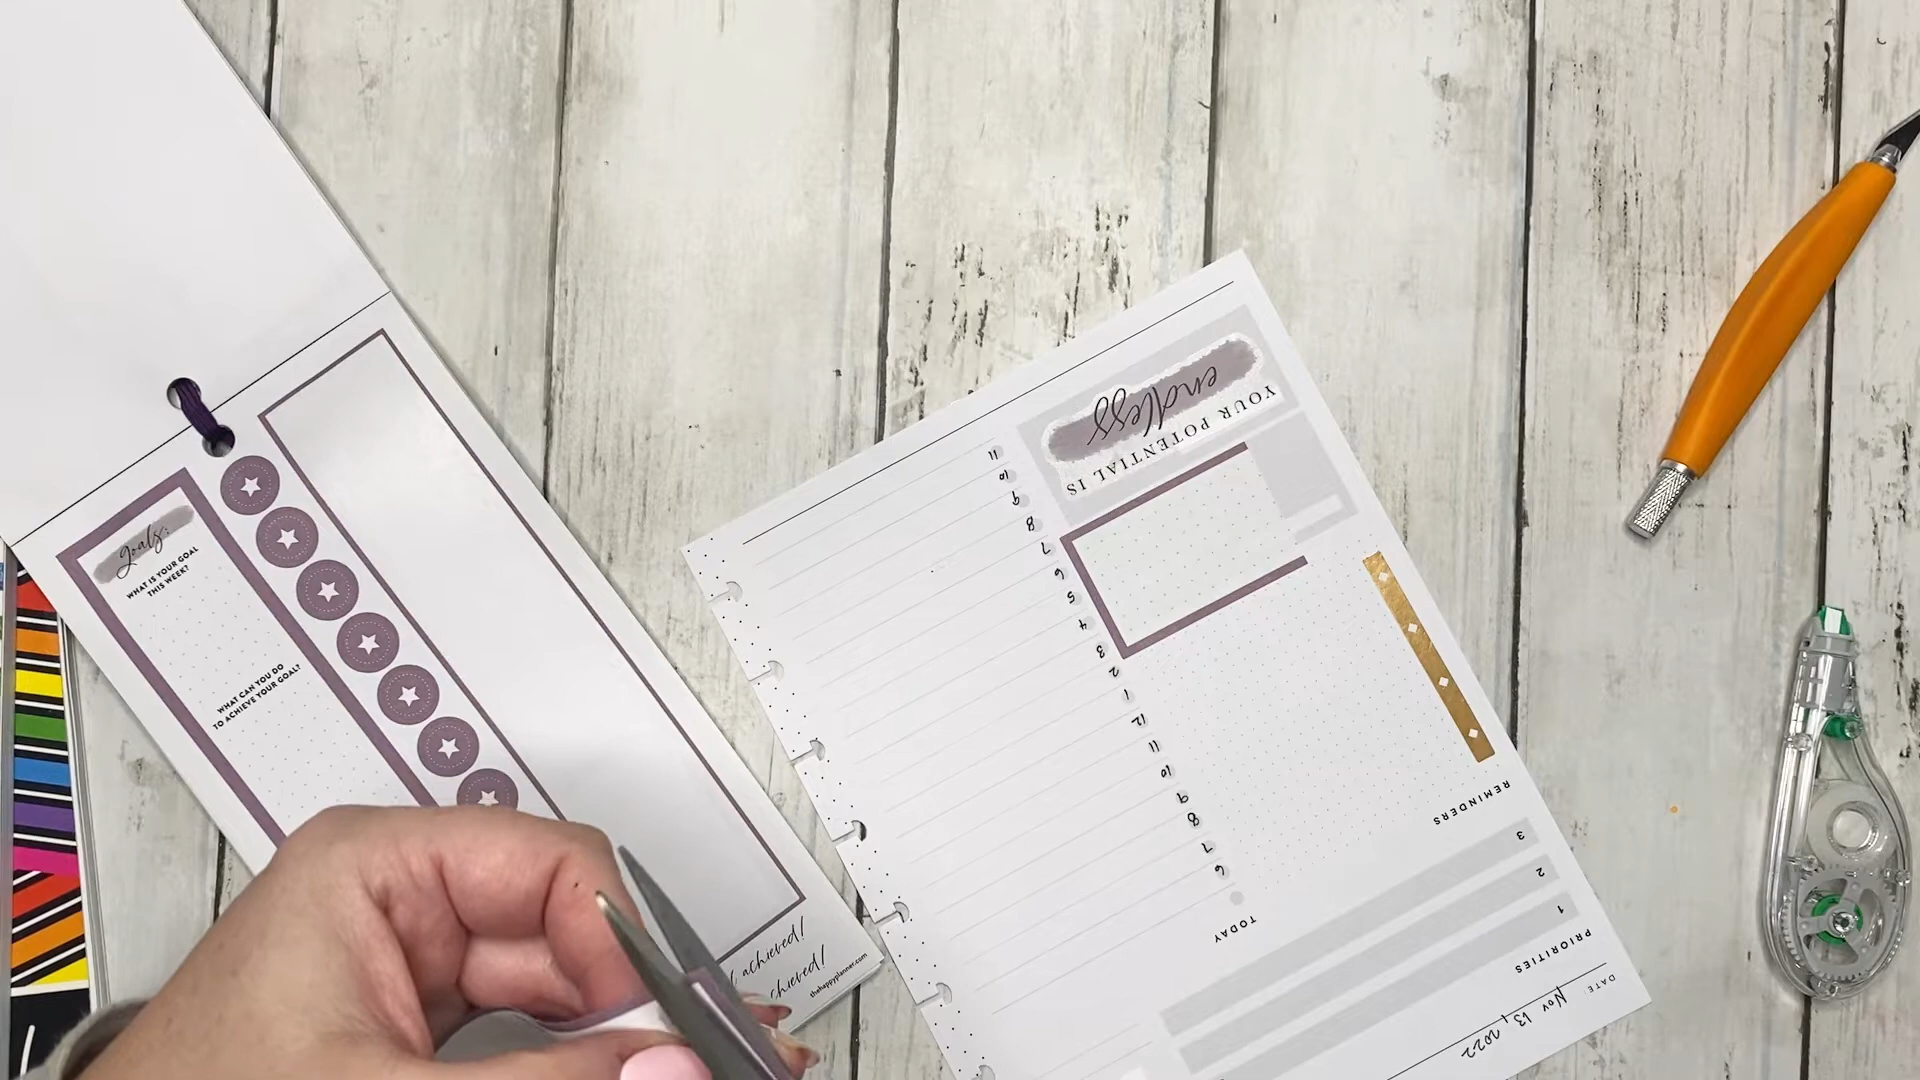 goals:
WHAT IS YOUR GOAL
THIS WEEK?
WHAT CAN YOU DO
TO ACHIEVE YOUR GOAL?
achieved!
chieved!
thehappyplanner.com
DATE:
Nov 13, 2022
PRIORITIES
1
2
3
REMINDERS
TODAY
6
7
8
9
10
11
12
1
2
3
4
5
6
7
8
9
10
11
YOUR POTENTIAL IS
endless